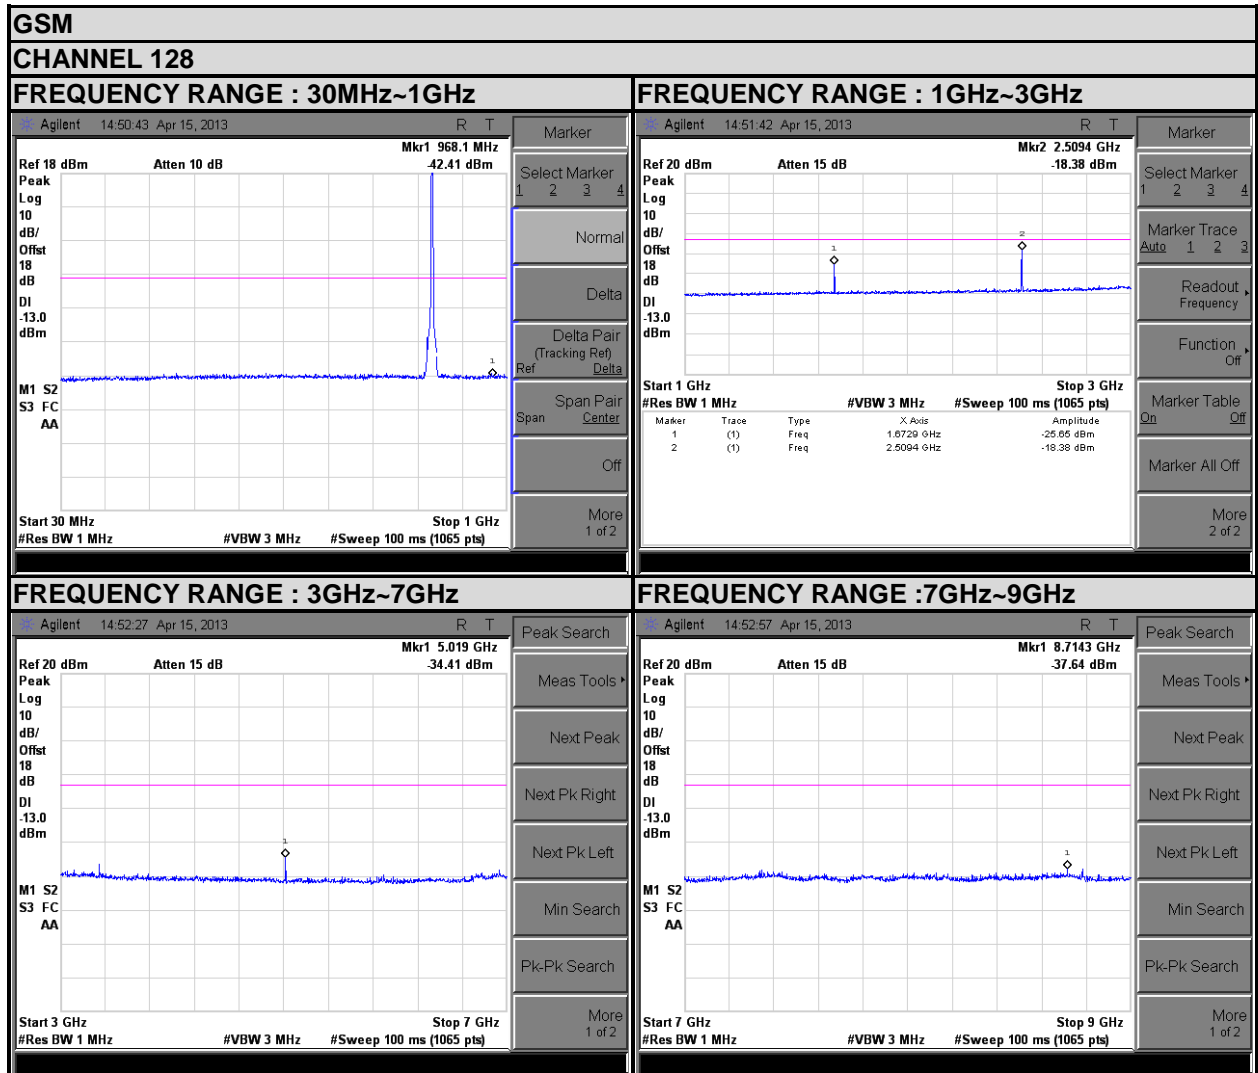 GSM
CHANNEL 128
FREQUENCY RANGE : 30MHz~1GHz
Agilent 14:50:43 Apr 15, 2013 R T
Mkr1 968.1 MHz
Ref 18 dBm Atten 10 dB -42.41 dBm
Peak
Log
10
dB/
Offst
18
dB
DI
-13.0
dBm
1
M1 S2
S3 FC
AA
Start 30 MHz Stop 1 GHz
#Res BW 1 MHz #VBW 3 MHz #Sweep 100 ms (1065 pts)
Marker
Select Marker
1 2 3 4
Normal
Delta
Delta Pair
(Tracking Ref)
Ref Delta
Span Pair
Span Center
Off
More
1 of 2
FREQUENCY RANGE : 1GHz~3GHz
Agilent 14:51:42 Apr 15, 2013 R T
Mkr2 2.5094 GHz
Ref 20 dBm Atten 15 dB -18.38 dBm
Peak
Log
10
dB/
Offst
18
dB
DI
-13.0
dBm
1
2
Start 1 GHz Stop 3 GHz
#Res BW 1 MHz #VBW 3 MHz #Sweep 100 ms (1065 pts)
Marker Trace Type X Axis Amplitude
1 (1) Freq 1.6729 GHz -25.65 dBm
2 (1) Freq 2.5094 GHz -18.38 dBm
Marker
Select Marker
1 2 3 4
Marker Trace
Auto 1 2 3
Readout
Frequency
Function
Off
Marker Table
On Off
Marker All Off
More
2 of 2
FREQUENCY RANGE : 3GHz~7GHz
Agilent 14:52:27 Apr 15, 2013 R T
Mkr1 5.019 GHz
Ref 20 dBm Atten 15 dB -34.41 dBm
Peak
Log
10
dB/
Offst
18
dB
DI
-13.0
dBm
1
M1 S2
S3 FC
AA
Start 3 GHz Stop 7 GHz
#Res BW 1 MHz #VBW 3 MHz #Sweep 100 ms (1065 pts)
Peak Search
Meas Tools
Next Peak
Next Pk Right
Next Pk Left
Min Search
Pk-Pk Search
More
1 of 2
FREQUENCY RANGE :7GHz~9GHz
Agilent 14:52:57 Apr 15, 2013 R T
Mkr1 8.7143 GHz
Ref 20 dBm Atten 15 dB -37.64 dBm
Peak
Log
10
dB/
Offst
18
dB
DI
-13.0
dBm
1
M1 S2
S3 FC
AA
Start 7 GHz Stop 9 GHz
#Res BW 1 MHz #VBW 3 MHz #Sweep 100 ms (1065 pts)
Peak Search
Meas Tools
Next Peak
Next Pk Right
Next Pk Left
Min Search
Pk-Pk Search
More
1 of 2